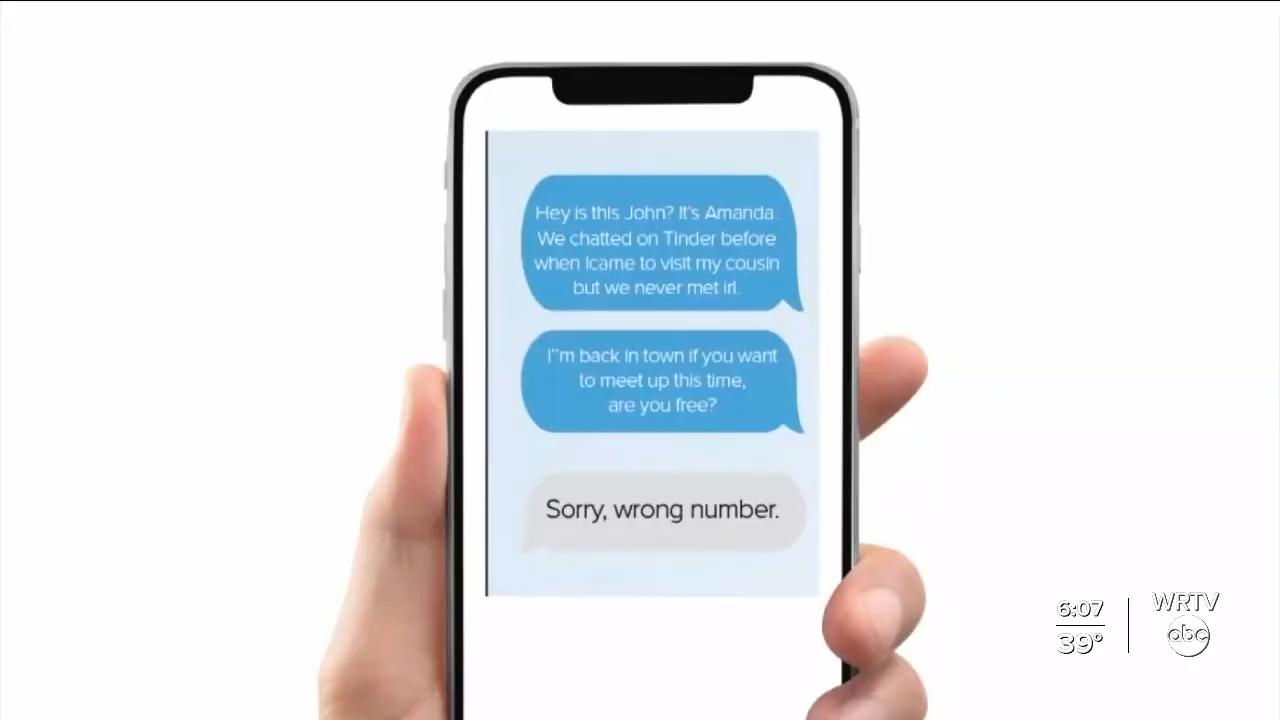 Hey is this John? It's Amanda.
We chatted on Tinder before
when Icame to visit my cousin
but we never met irl.
I"m back in town if you want
to meet up this time,
are you free?
Sorry, wrong number.
6:07
39°
WRTV
abc